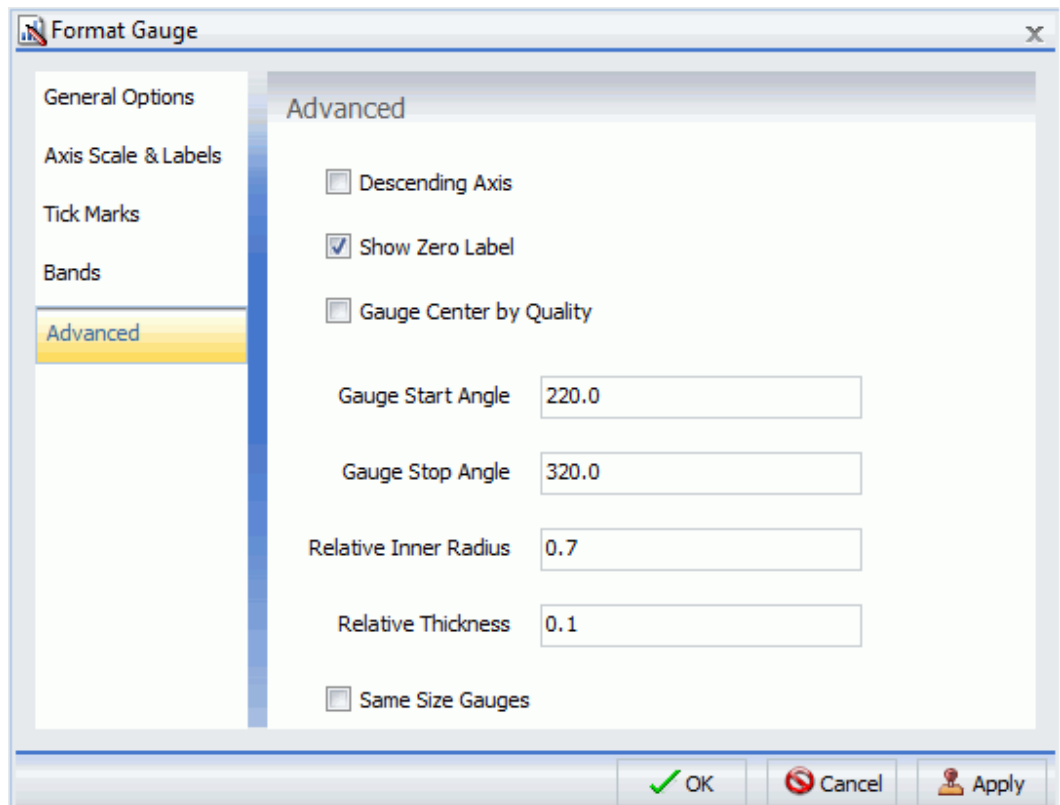 Format Gauge
x
General Options
Axis Scale & Labels
Tick Marks
Bands
Advanced
Advanced
Descending Axis
Show Zero Label
Gauge Center by Quality
Gauge Start Angle 220.0
Gauge Stop Angle 320.0
Relative Inner Radius 0.7
Relative Thickness 0.1
Same Size Gauges
OK Cancel Apply